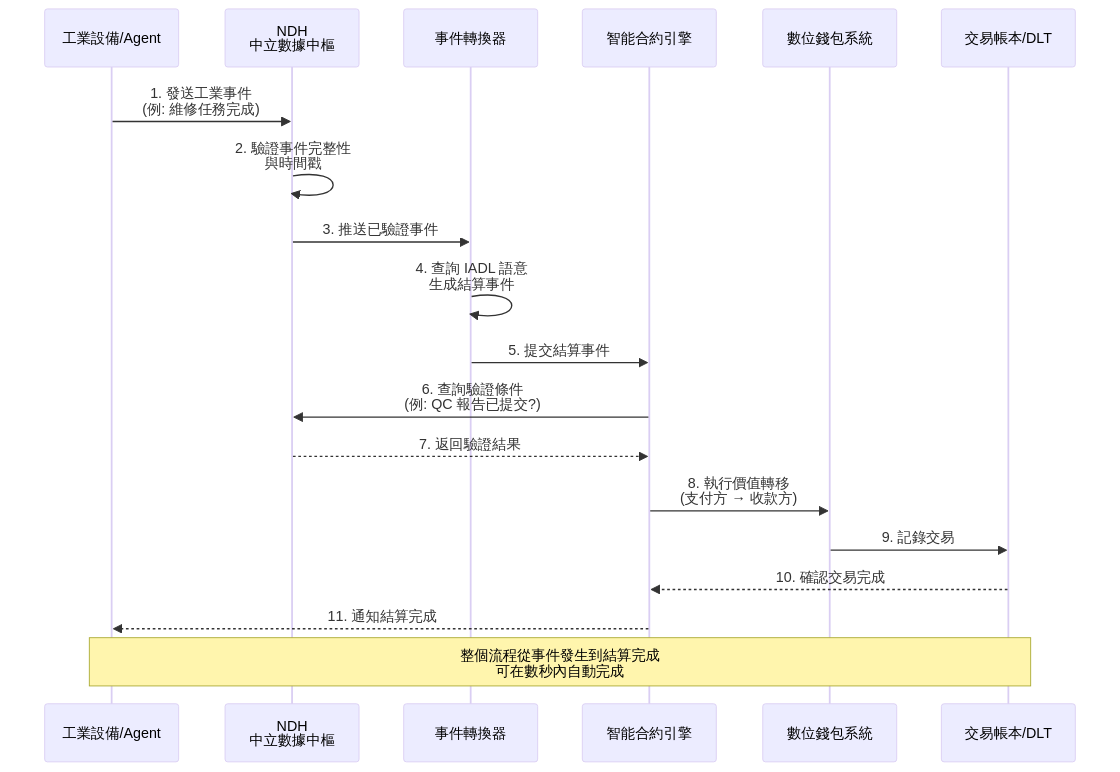 工業設備/Agent
NDH
中立數據中樞
事件轉換器
智能合約引擎
數位錢包系統
交易帳本/DLT
1. 發送工業事件
(例: 維修任務完成)
2. 驗證事件完整性
與時間戳
3. 推送已驗證事件
4. 查詢 IADL 語意
生成結算事件
5. 提交結算事件
6. 查詢驗證條件
(例: QC 報告已提交?)
7. 返回驗證結果
8. 執行價值轉移
(支付方 → 收款方)
9. 記錄交易
10. 確認交易完成
11. 通知結算完成
整個流程從事件發生到結算完成
可在數秒內自動完成
工業設備/Agent
NDH
中立數據中樞
事件轉換器
智能合約引擎
數位錢包系統
交易帳本/DLT